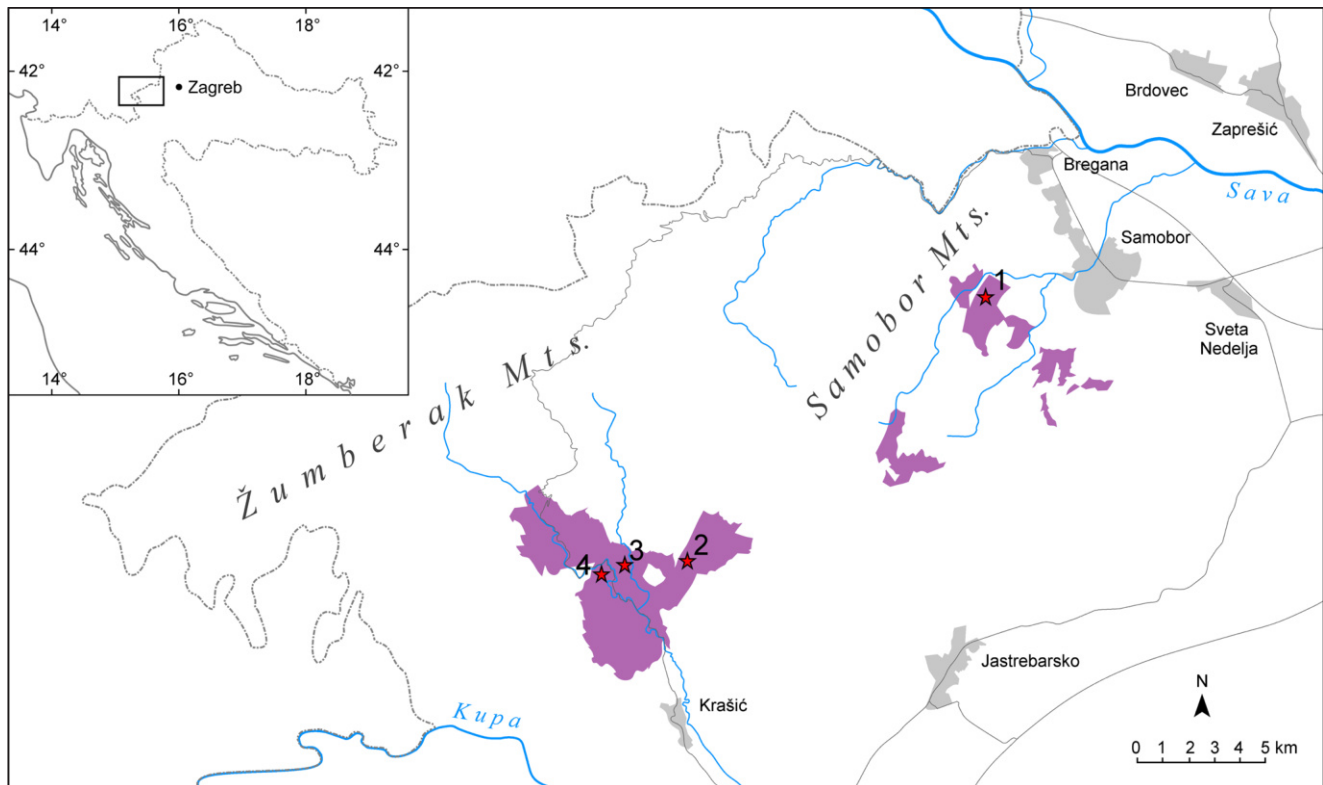 14°
16°
18°
42°
42°
Zagreb
44°
44°
14°
16°
18°
Brdovec
Zaprešić
Bregana
Sava
Samobor
Sveta
Nedelja
Samobor Mts.
1
Žumberak Mts.
2
3
4
Jastrebarsko
Krašić
Kupa
N
0 1 2 3 4 5 km